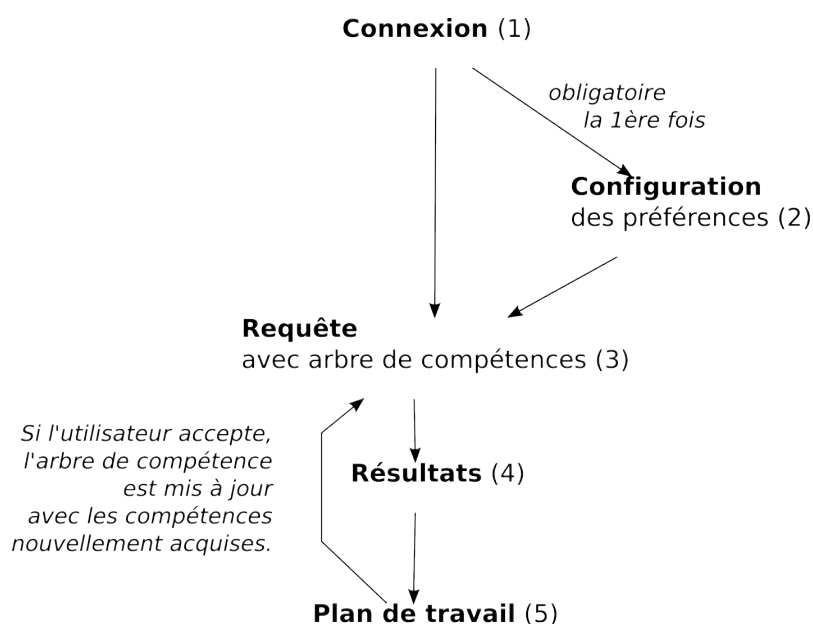 Connexion (1)
obligatoire
la 1ère fois
Configuration
des préférences (2)
Requête
avec arbre de compétences (3)
Si l'utilisateur accepte,
l'arbre de compétence
est mis à jour
avec les compétences
nouvellement acquises.
Résultats (4)
Plan de travail (5)